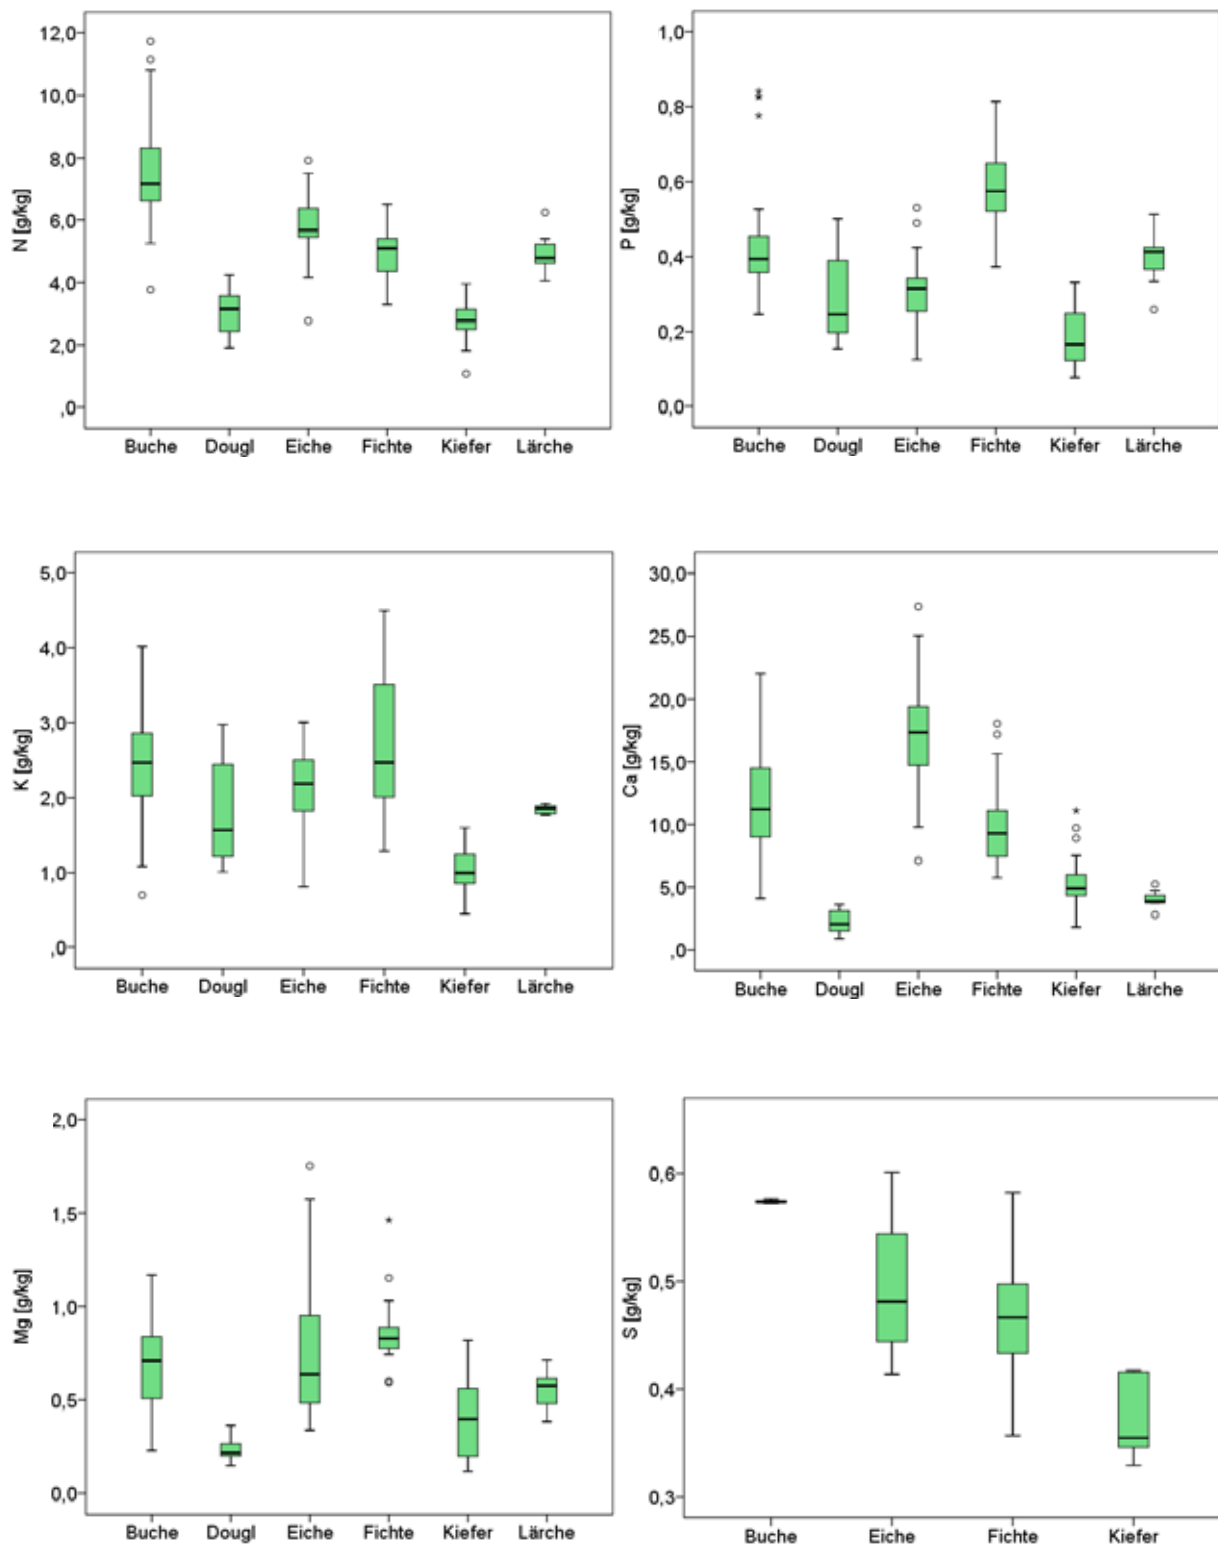 N [g/kg]
12,0
10,0
8,0
6,0
4,0
2,0
,0
Buche Dougl Eiche Fichte Kiefer Lärche
P [g/kg]
1,0
0,8
0,6
0,4
0,2
0,0
Buche Dougl Eiche Fichte Kiefer Lärche
K [g/kg]
5,0
4,0
3,0
2,0
1,0
,0
Buche Dougl Eiche Fichte Kiefer Lärche
Ca [g/kg]
30,0
25,0
20,0
15,0
10,0
5,0
,0
Buche Dougl Eiche Fichte Kiefer Lärche
Mg [g/kg]
2,0
1,5
1,0
0,5
0,0
Buche Dougl Eiche Fichte Kiefer Lärche
S [g/kg]
0,6
0,5
0,4
0,3
Buche Eiche Fichte Kiefer